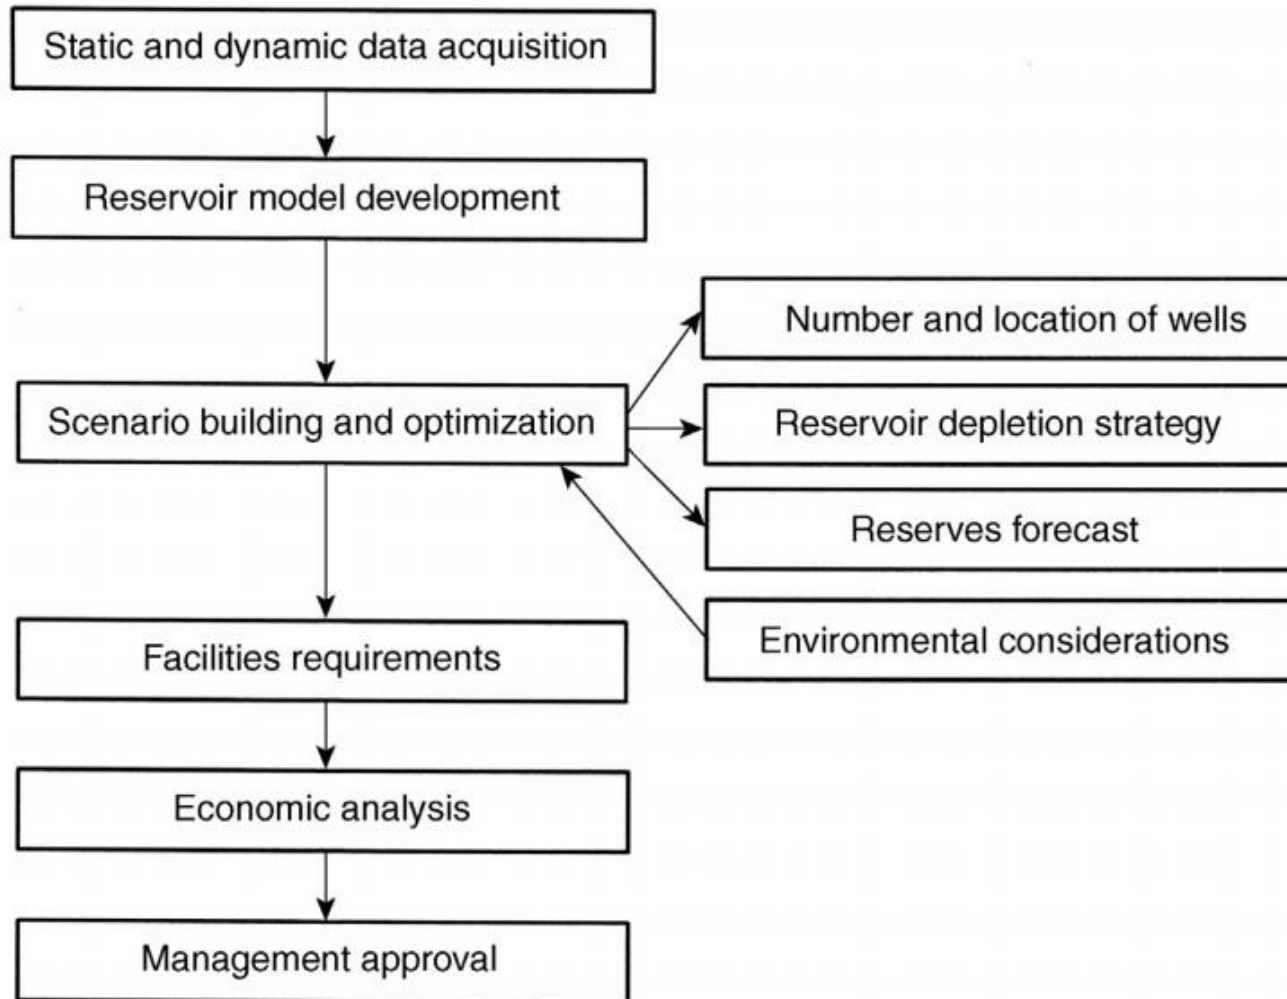 Static and dynamic data acquisition
Reservoir model development
Scenario building and optimization
Number and location of wells
Reservoir depletion strategy
Reserves forecast
Environmental considerations
Facilities requirements
Economic analysis
Management approval